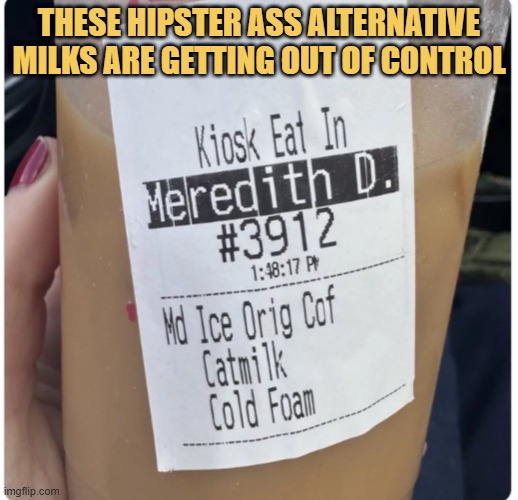 THESE HIPSTER ASS ALTERNATIVE
MILKS ARE GETTING OUT OF CONTROL
Kiosk Eat In
Meredith D.
#3912
1:48:17 PM
Md Ice Orig Cof
Catmilk
Cold Foam
imgflip.com